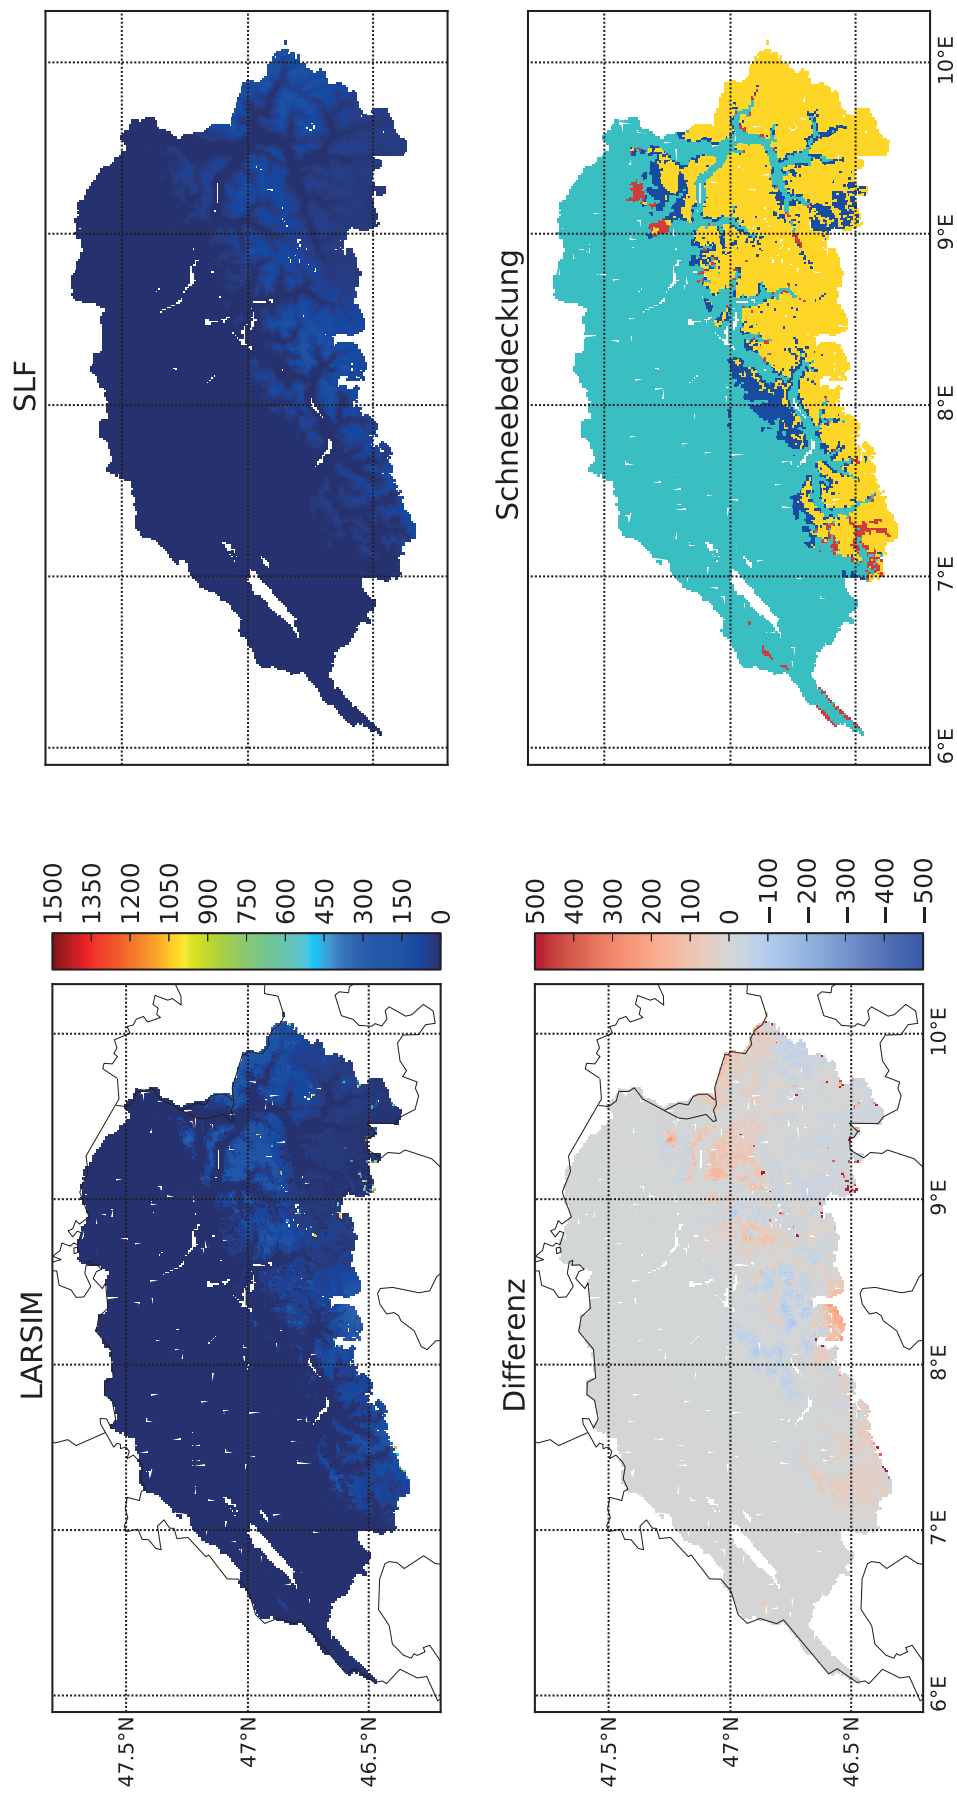 LARSIM
SLF
47.5°N
47°N
46.5°N
1500
1350
1200
1050
900
750
600
450
300
150
0
Differenz
Schneebedeckung
47.5°N
47°N
46.5°N
6°E
7°E
8°E
9°E
10°E
500
400
300
200
100
0
−100
−200
−300
−400
−500
6°E
7°E
8°E
9°E
10°E